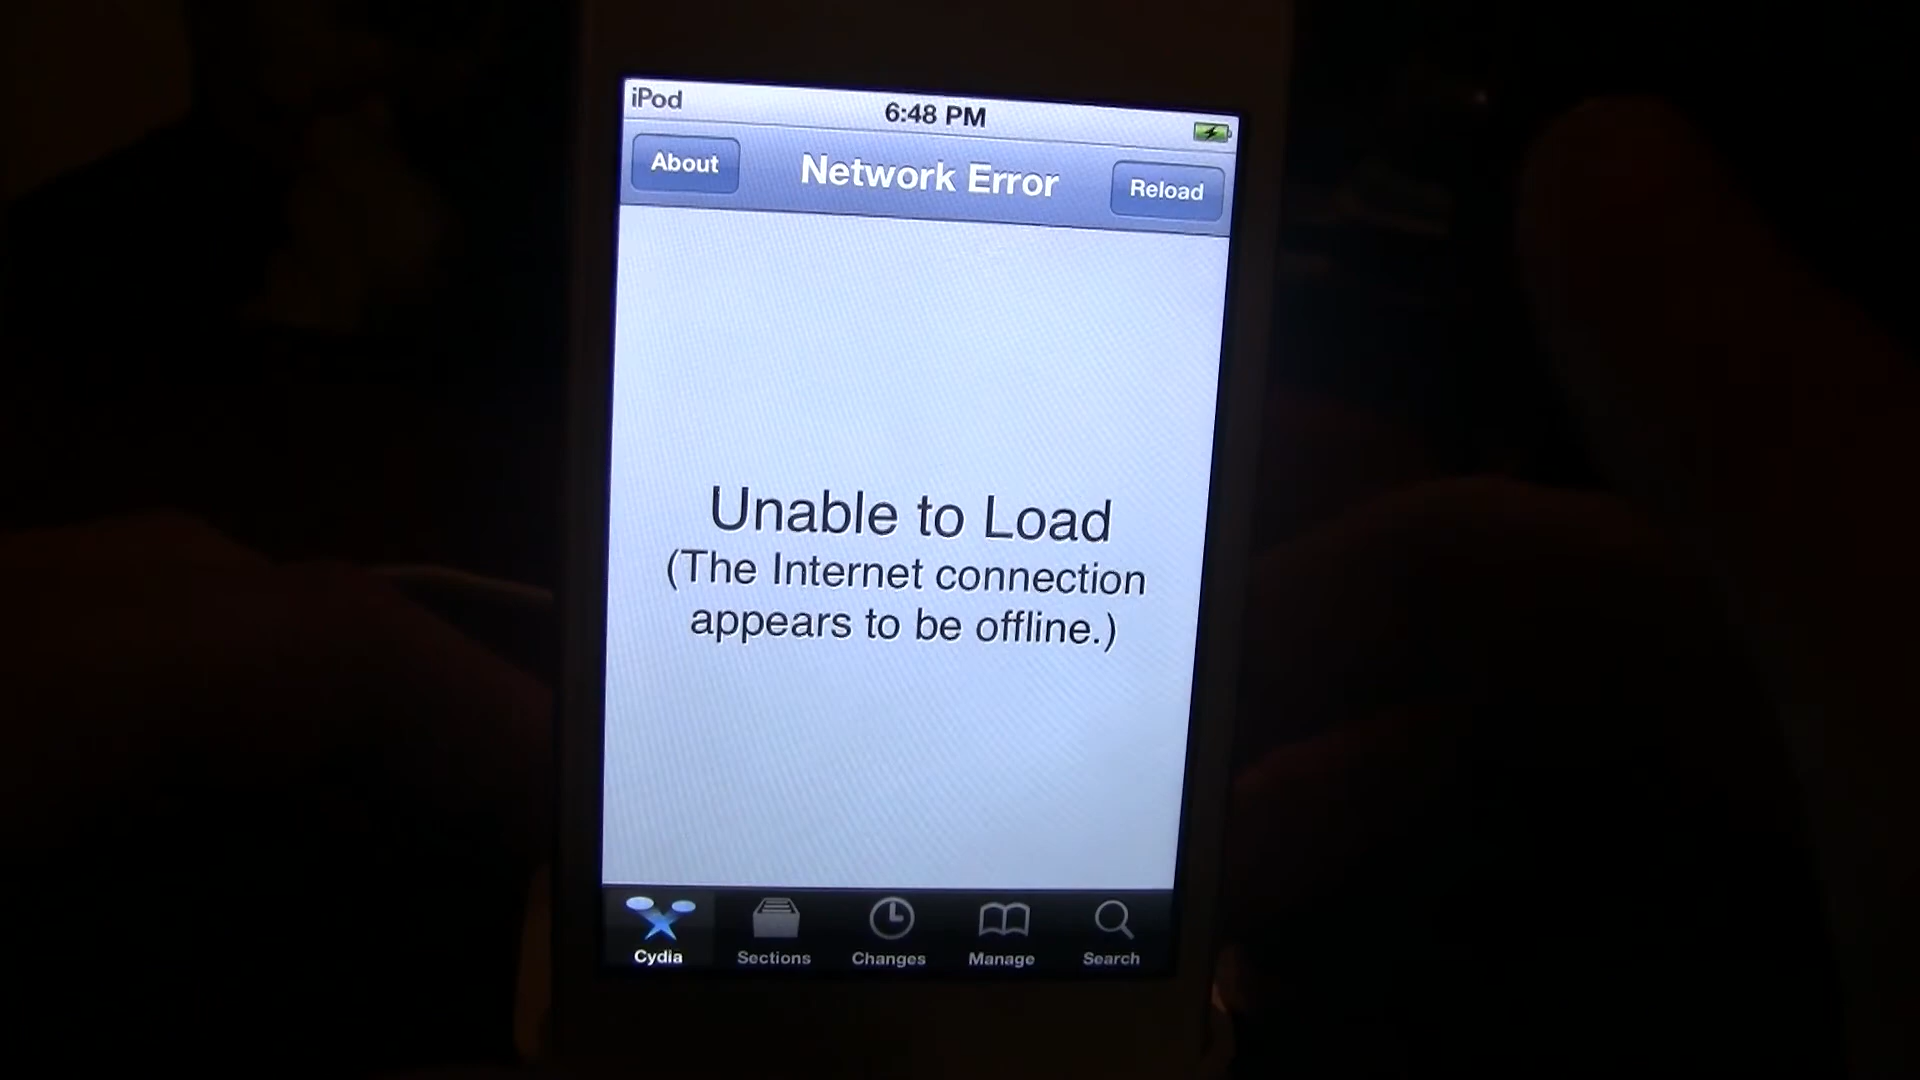 iPod
6:48 PM
About
Network Error
Reload
Unable to Load
(The Internet connection
appears to be offline.)
Cydia
Sections
Changes
Manage
Search